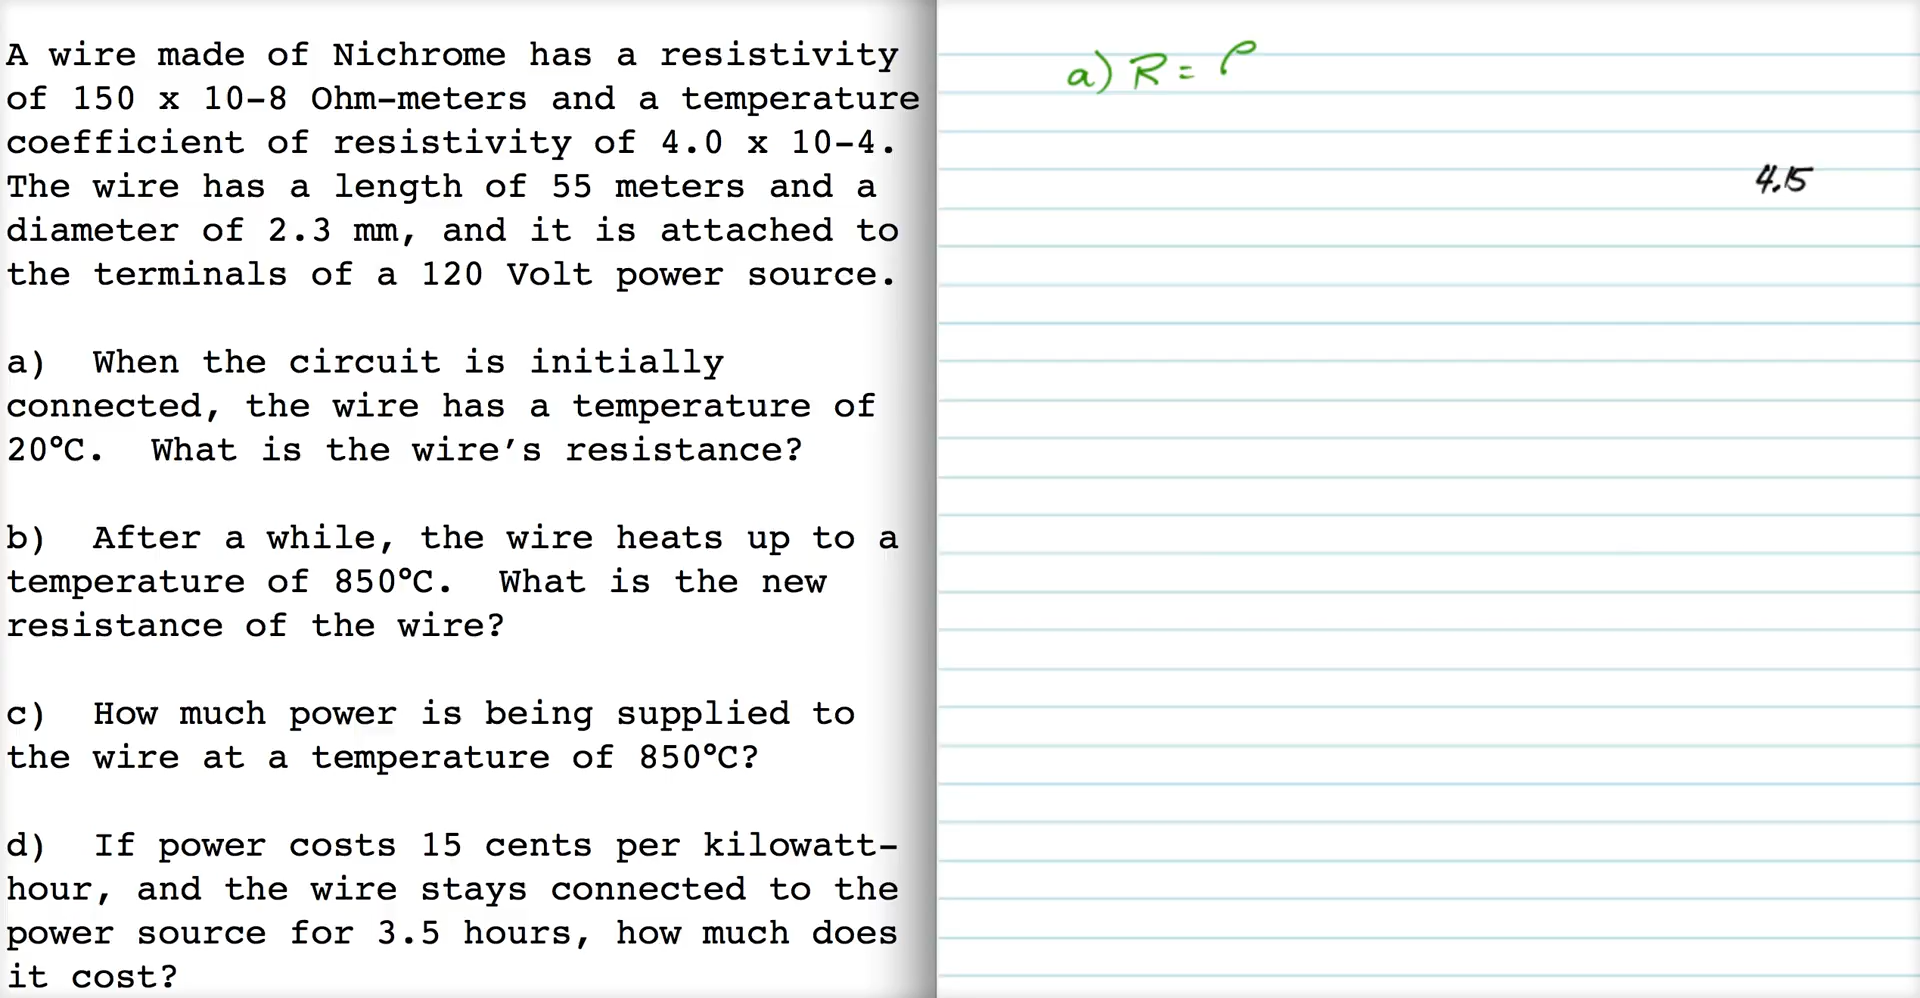 A wire made of Nichrome has a resistivity
of 150 x 10-8 Ohm-meters and a temperature
coefficient of resistivity of 4.0 x 10-4.
The wire has a length of 55 meters and a
diameter of 2.3 mm, and it is attached to
the terminals of a 120 Volt power source.
a) When the circuit is initially
connected, the wire has a temperature of
20°C. What is the wire’s resistance?
b) After a while, the wire heats up to a
temperature of 850°C. What is the new
resistance of the wire?
c) How much power is being supplied to
the wire at a temperature of 850°C?
d) If power costs 15 cents per kilowatt-
hour, and the wire stays connected to the
power source for 3.5 hours, how much does
it cost?
a) R = ρ
4.15